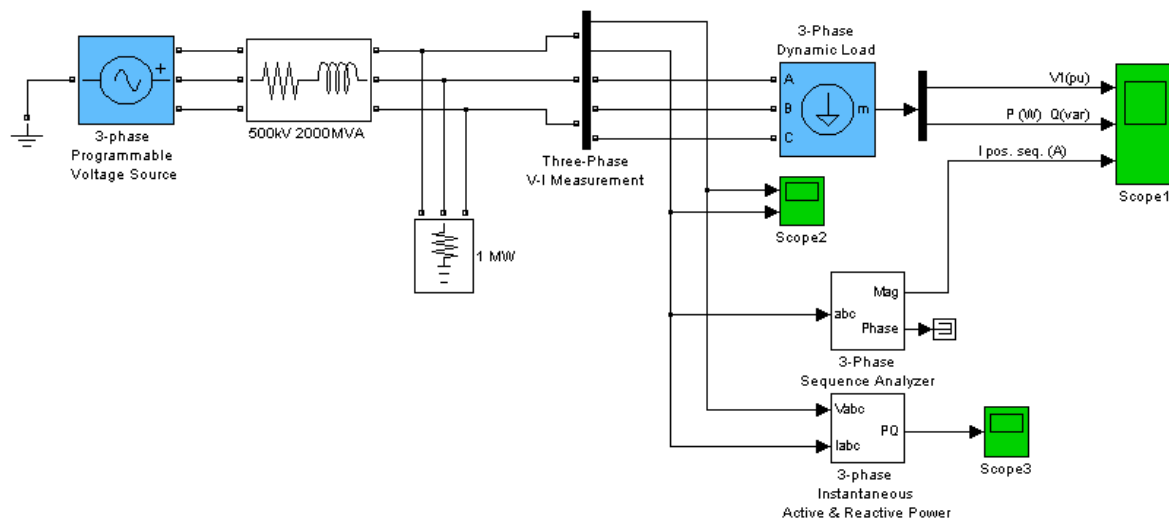 3-Phase
Dynamic Load
V1(pu)
A
B
C
m
P (W) Q(var)
I pos. seq. (A)
Scope1
+
3-phase
Programmable
Voltage Source
500kV 2000MVA
Three-Phase
V-I Measurement
Scope2
1 MW
Mag
abc
Phase
3-Phase
Sequence Analyzer
Vabc
PQ
Iabc
Scope3
3-phase
Instantaneous
Active & Reactive Power